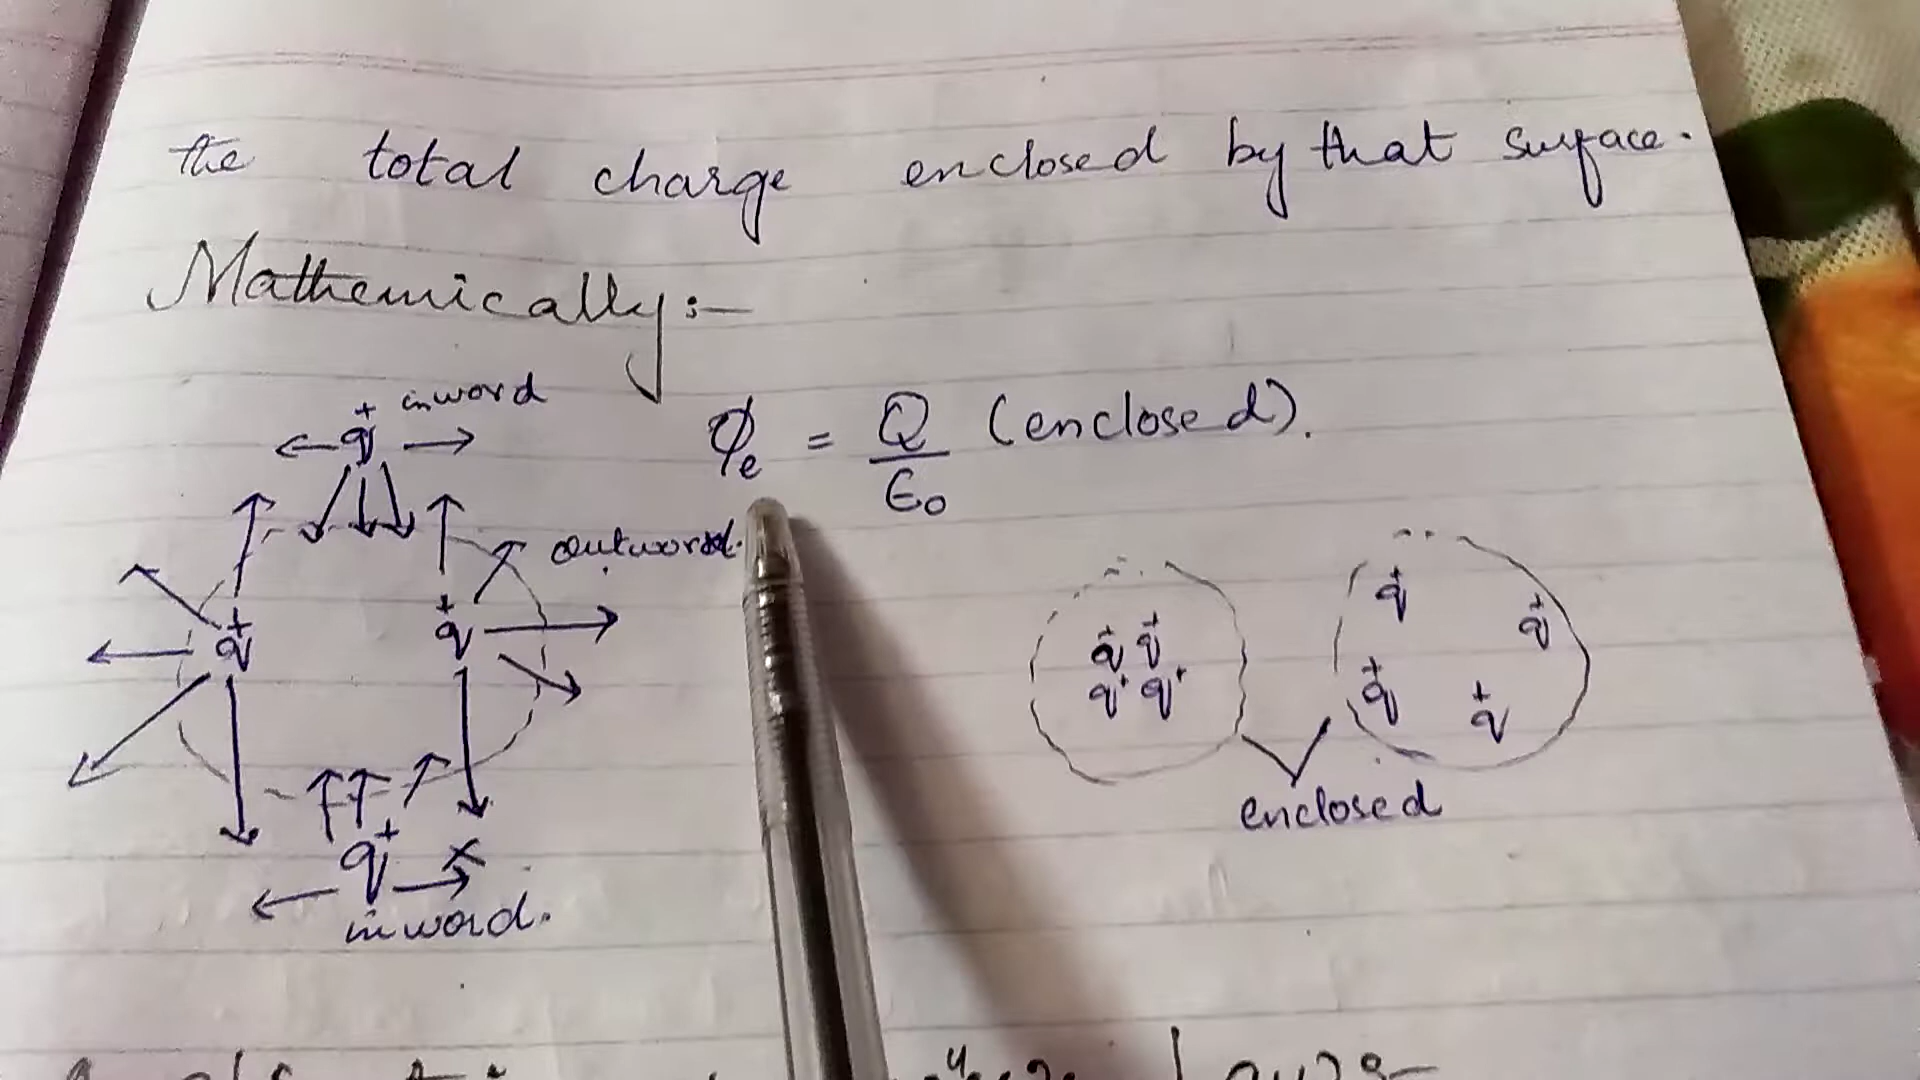 the total charge enclosed by that surface.
Mathemically:-
+ inword
q
ϕe = Q/ϵ0 (enclosed).
outword.
+q
+q
+q
+q
+q +q
q+ q+
+q
+q
enclosed
q+
inword.